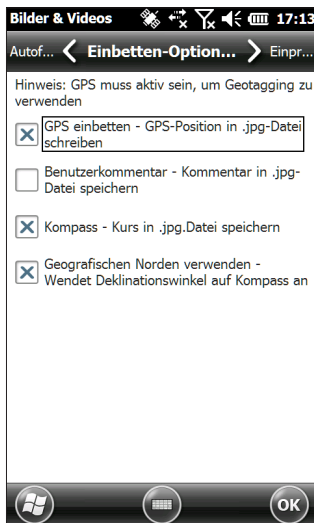 Bilder & Videos 17:13
Autof... Einbetten-Option... Einpr...
Hinweis: GPS muss aktiv sein, um Geotagging zu
verwenden
GPS einbetten - GPS-Position in .jpg-Datei
schreiben
Benutzerkommentar - Kommentar in .jpg-
Datei speichern
Kompass - Kurs in .jpg.Datei speichern
Geografischen Norden verwenden -
Wendet Deklinationswinkel auf Kompass an
OK